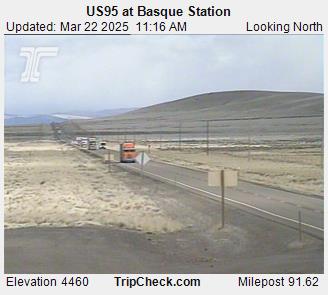 US95 at Basque Station
Updated: Mar 22 2025 11:16 AM Looking North
Elevation 4460 TripCheck.com Milepost 91.62